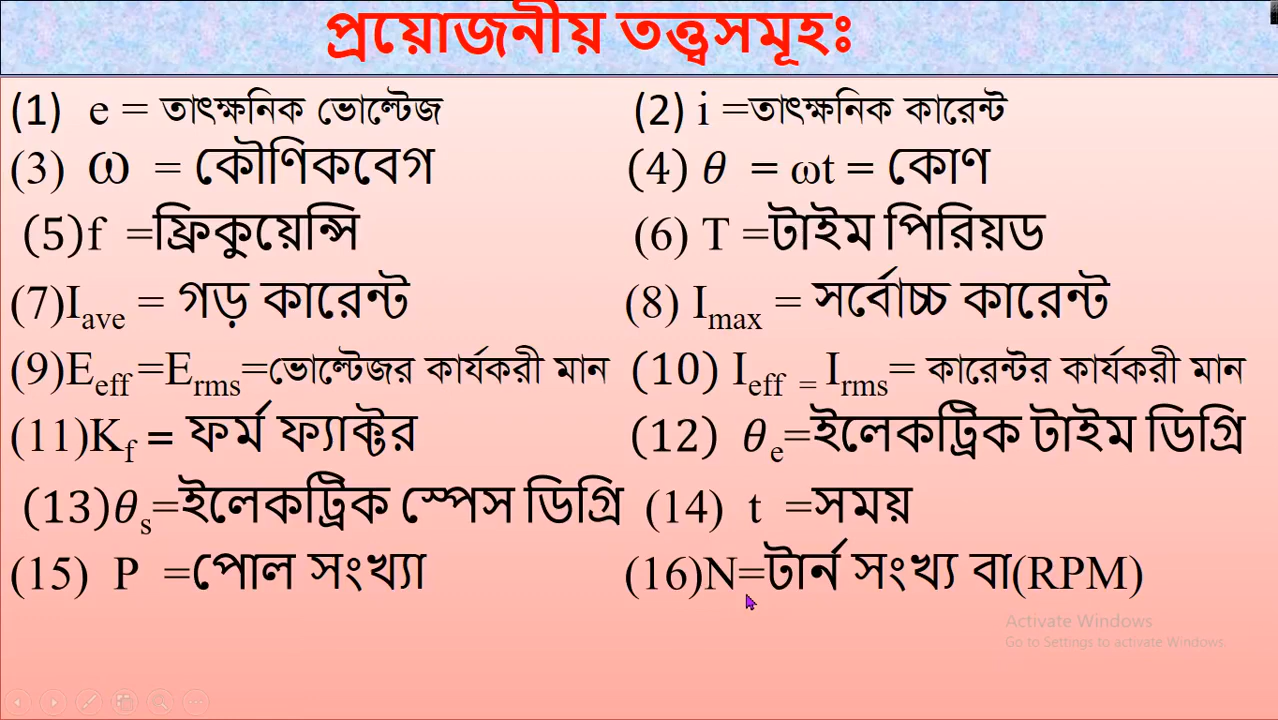 প্রয়োজনীয় তত্ত্বসমূহঃ
(1) e = তাৎক্ষনিক ভোল্টেজ (2) i =তাৎক্ষনিক কারেন্ট
(3) ω = কৌণিকবেগ (4) θ = ωt = কোণ
(5)f =ফ্রিকুয়েন্সি (6) T =টাইম পিরিয়ড
(7)Iave = গড় কারেন্ট (8) Imax = সর্বোচ্চ কারেন্ট
(9)Eeff =Erms=ভোল্টেজর কার্যকরী মান (10) Ieff = Irms= কারেন্টর কার্যকরী মান
(11)Kf = ফর্ম ফ্যাক্টর (12) θe=ইলেকট্রিক টাইম ডিগ্রি
(13)θs=ইলেকট্রিক স্পেস ডিগ্রি (14) t =সময়
(15) P =পোল সংখ্যা (16)N=টার্ন সংখ্য বা(RPM)
Activate Windows
Go to Settings to activate Windows.